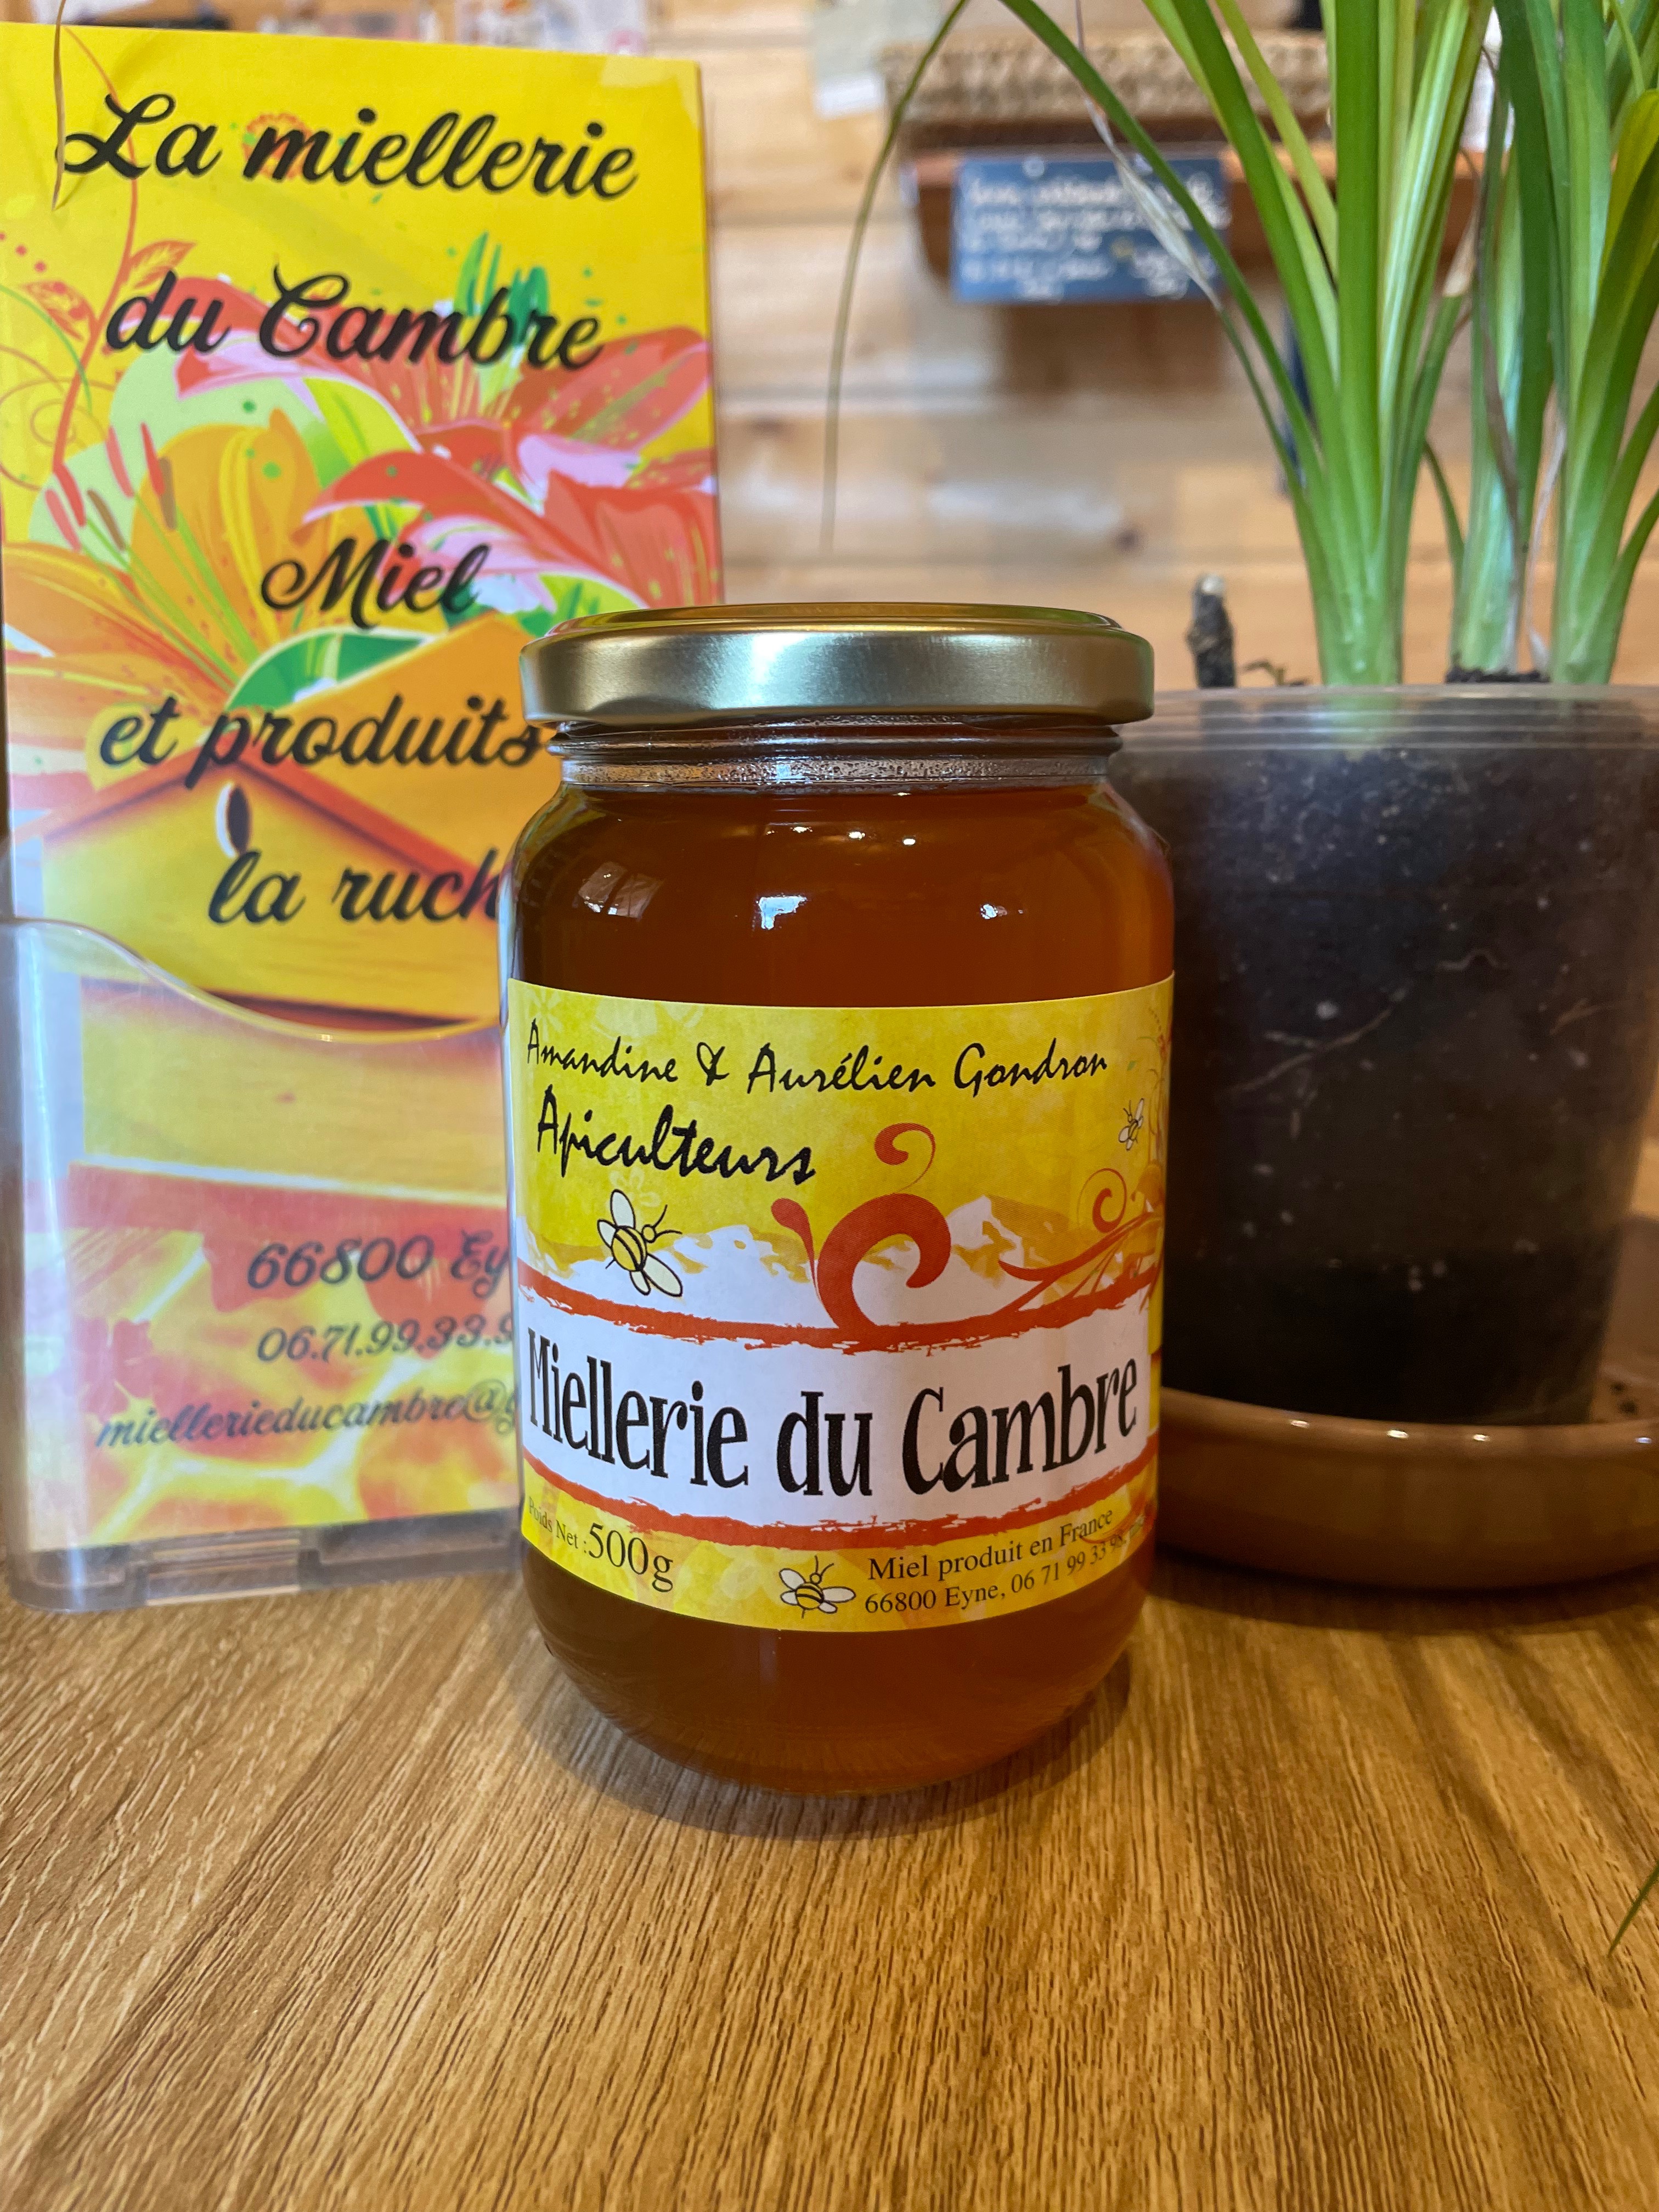 La miellerie
du Cambre
Miel
et produits
la ruch
66800 Ey
06.71.99.33.9
miellerieducambre@
Amandine & Aurélien Gondron
Apiculteurs
Miellerie du Cambre
Poids Net :500g
Miel produit en France
66800 Eyne, 06 71 99 33 98